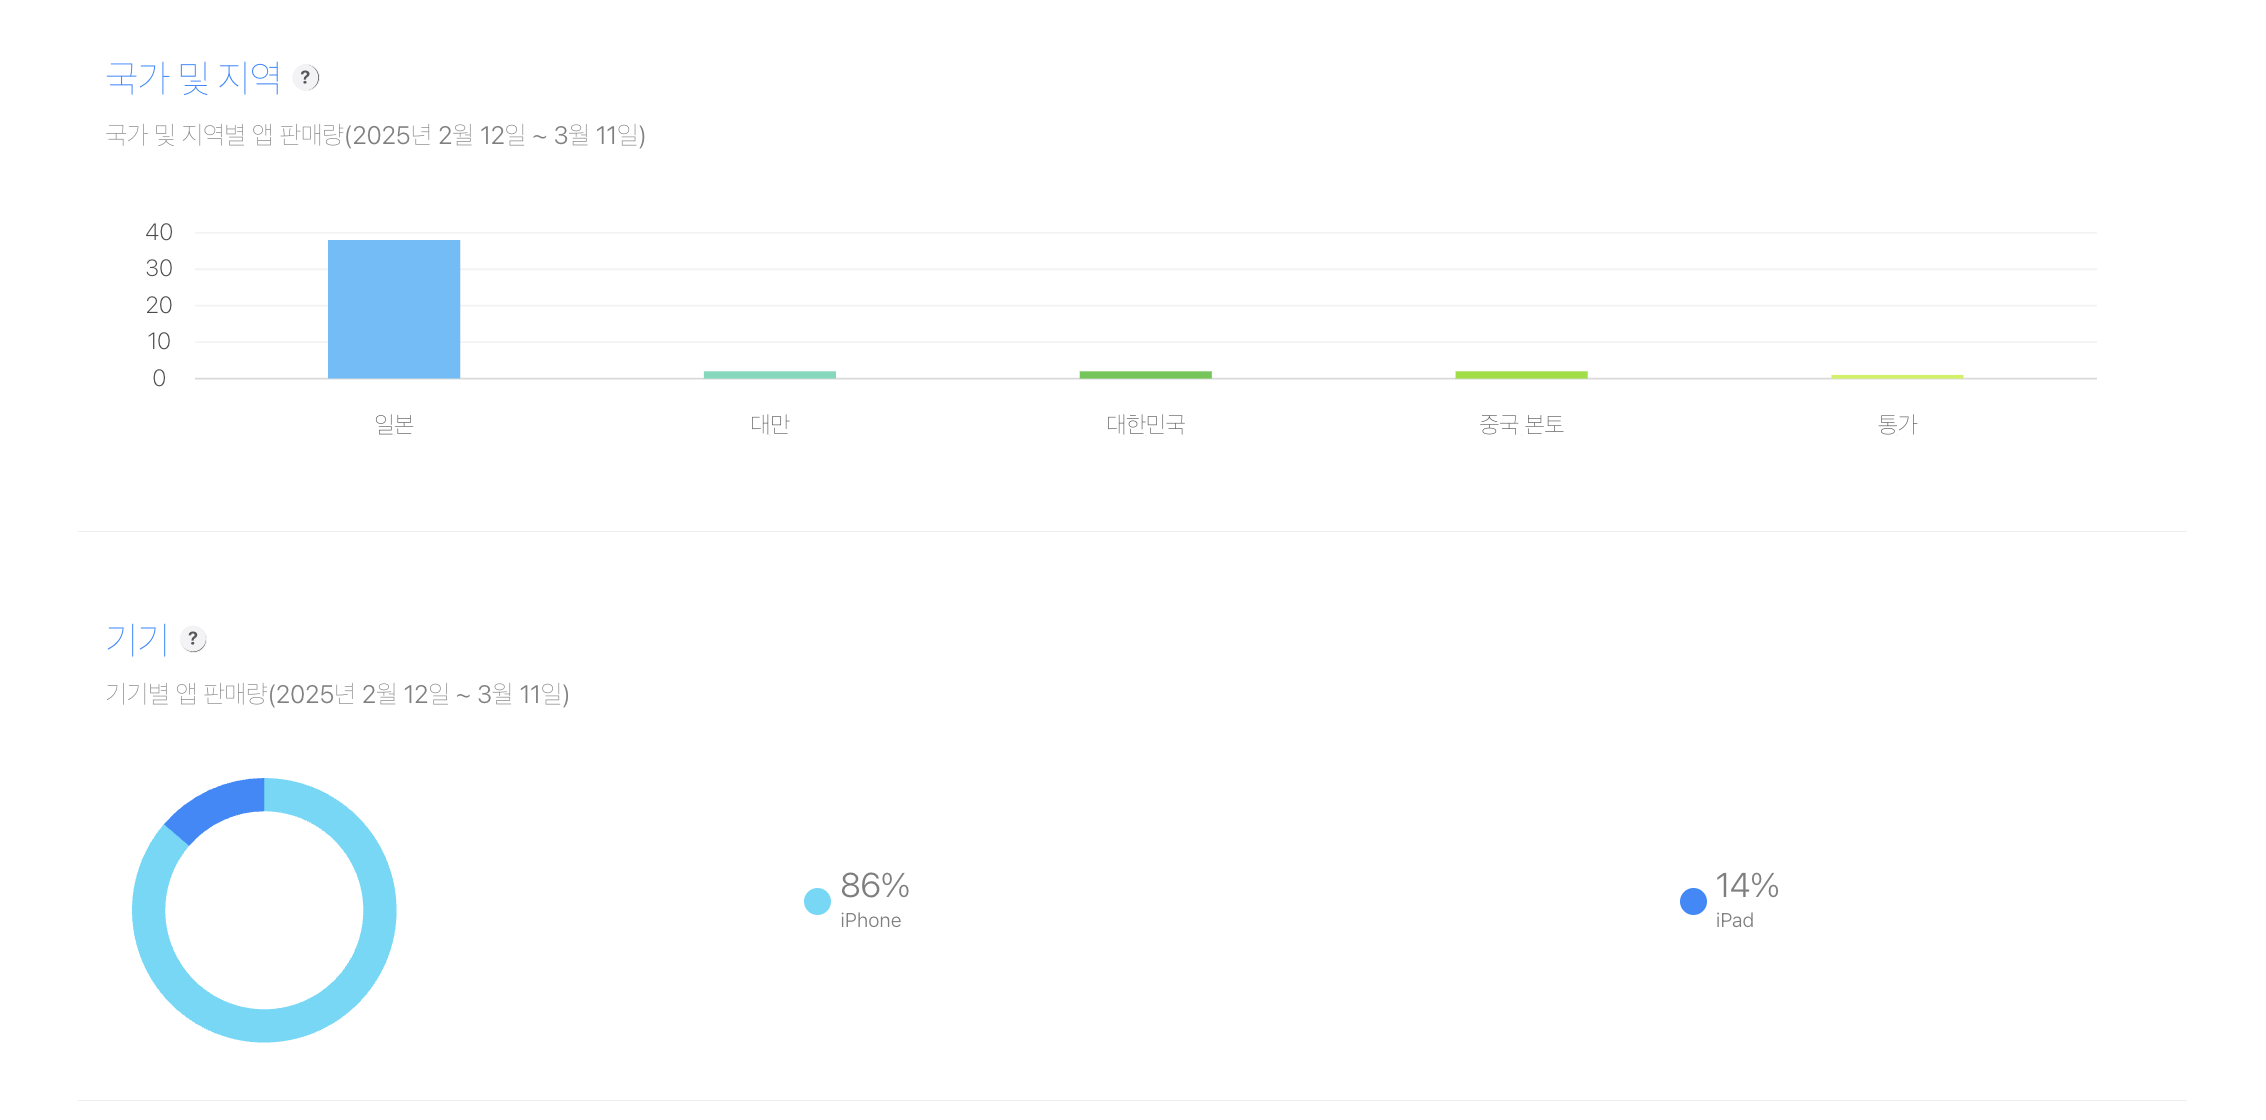 국가 및 지역 ?
국가 및 지역별 앱 판매량(2025년 2월 12일 ~ 3월 11일)
40
30
20
10
0
일본 대만 대한민국 중국 본토 통가
기기 ?
기기별 앱 판매량(2025년 2월 12일 ~ 3월 11일)
86%
iPhone
14%
iPad